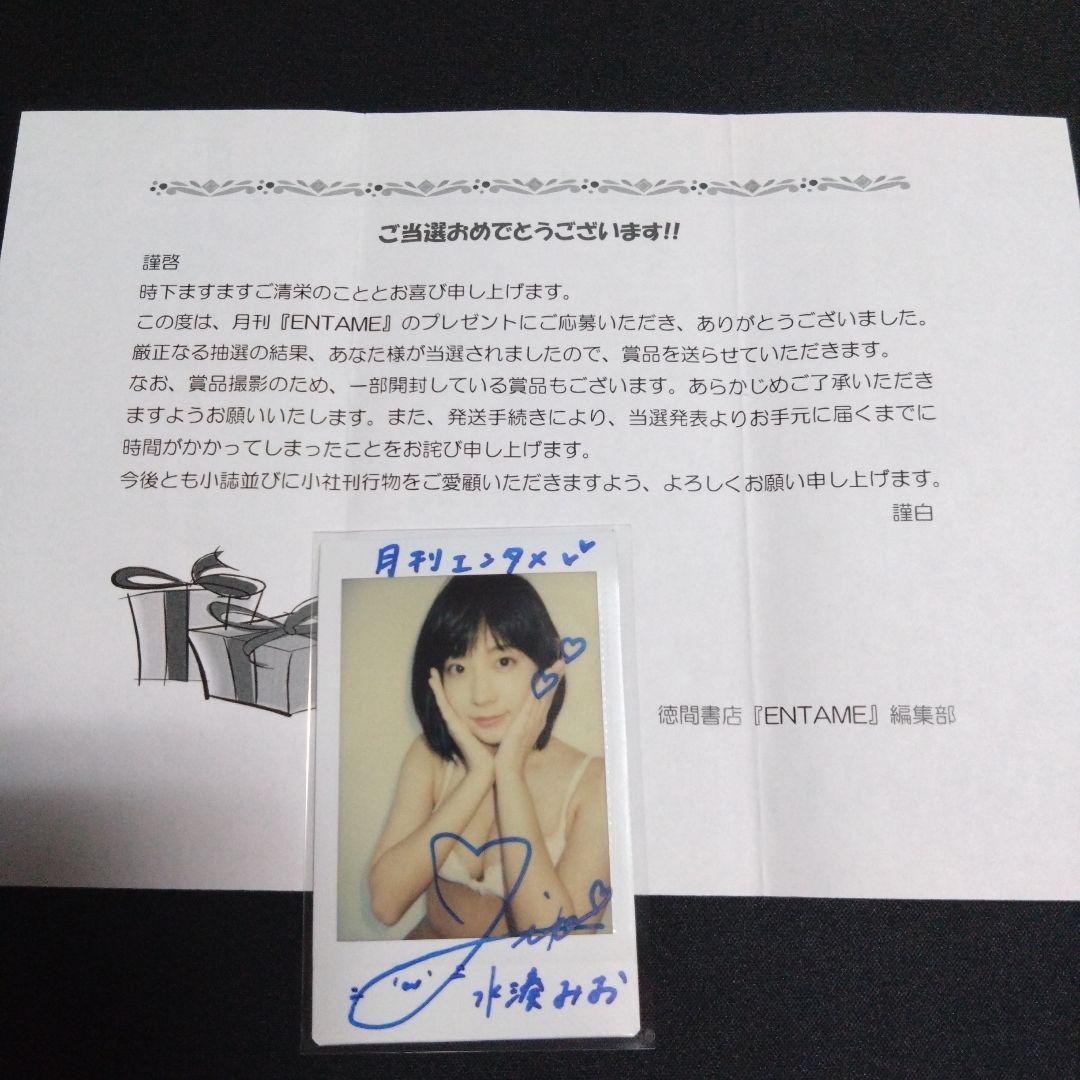 ご当選おめでとうございます!!
謹啓
時下ますますご清栄のこととお喜び申し上げます。
この度は、月刊『ENTAME』のプレゼントにご応募いただき、ありがとうございました。
厳正なる抽選の結果、あなた様が当選されましたので、賞品を送らせていただきます。
なお、賞品撮影のため、一部開封している賞品もございます。あらかじめご了承いただき
ますようお願いいたします。また、発送手続きにより、当選発表よりお手元に届くまでに
時間がかかってしまったことをお詫び申し上げます。
今後とも小誌並びに小社刊行物をご愛顧いただきますよう、よろしくお願い申し上げます。
謹白
徳間書店『ENTAME』編集部
月刊エンタメ
Mio
水湊みお